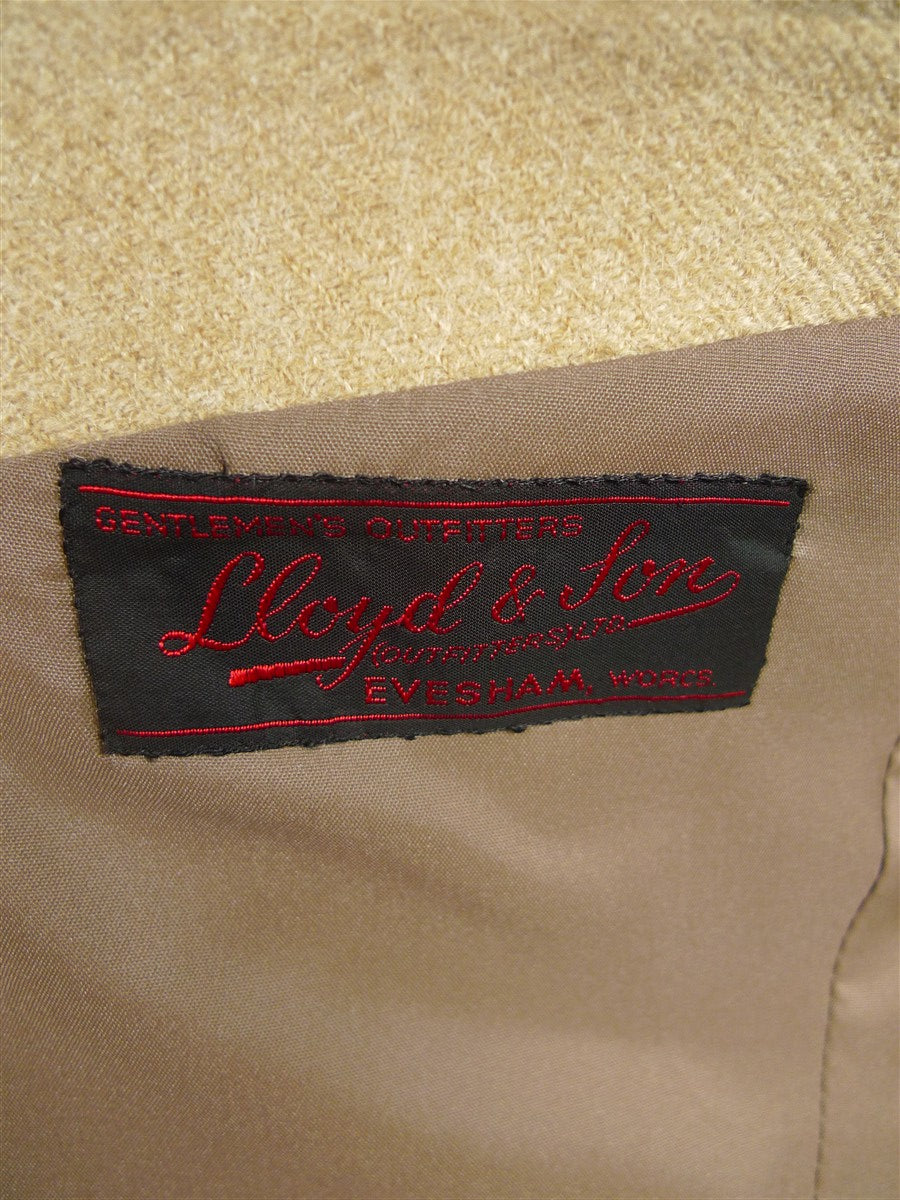 GENTLEMEN'S OUTFITTERS
Lloyd & Son
(OUTFITTERS) LTD
EVESHAM, WORCS.